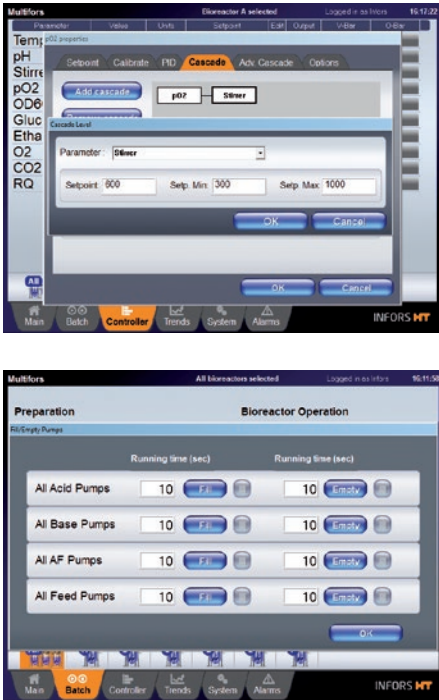 Multifors Bioreactor A selected Logged in as Infors 16:17:22
Parameter Value Units Setpoint Edit Output V-Bar O-Bar
Temp pO2 properties
pH
Stirre
pO2
OD6
Gluc
Etha
O2
CO2
RQ
Setpoint Calibrate PID Cascade Adv. Cascade Options
Add cascade pO2 Stirrer
Cascade Level
Parameter: Stirrer
Setpoint: 600 Setp. Min: 300 Setp. Max: 1000
OK Cancel
OK Cancel
All
Main Batch Controller Trends System Alarms INFORS HT
Multifors All bioreactors selected Logged in as Infors 16:11:50
Preparation Bioreactor Operation
Fill/Empty Pumps
Running time (sec) Running time (sec)
All Acid Pumps 10 Fill 10 Empty
All Base Pumps 10 Fill 10 Empty
All AF Pumps 10 Fill 10 Empty
All Feed Pumps 10 Fill 10 Empty
OK
Main Batch Controller Trends System Alarms INFORS HT